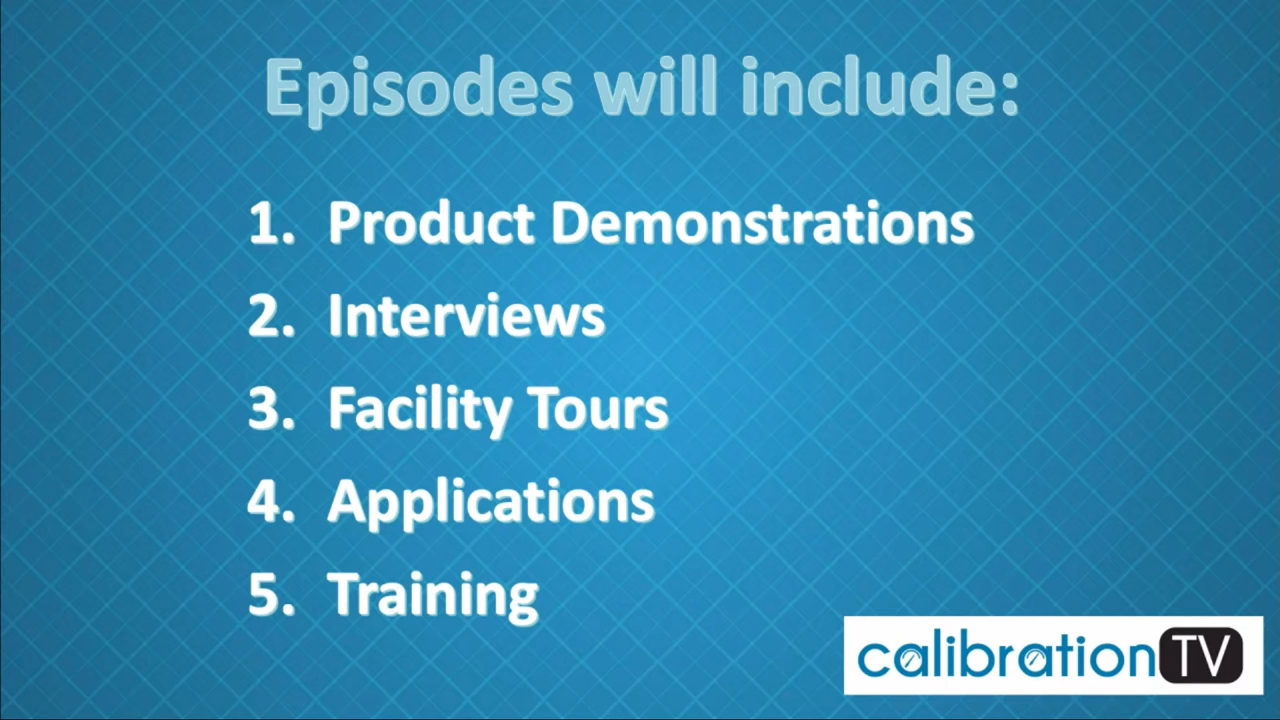 Episodes will include:
1. Product Demonstrations
2. Interviews
3. Facility Tours
4. Applications
5. Training
calibrationTV